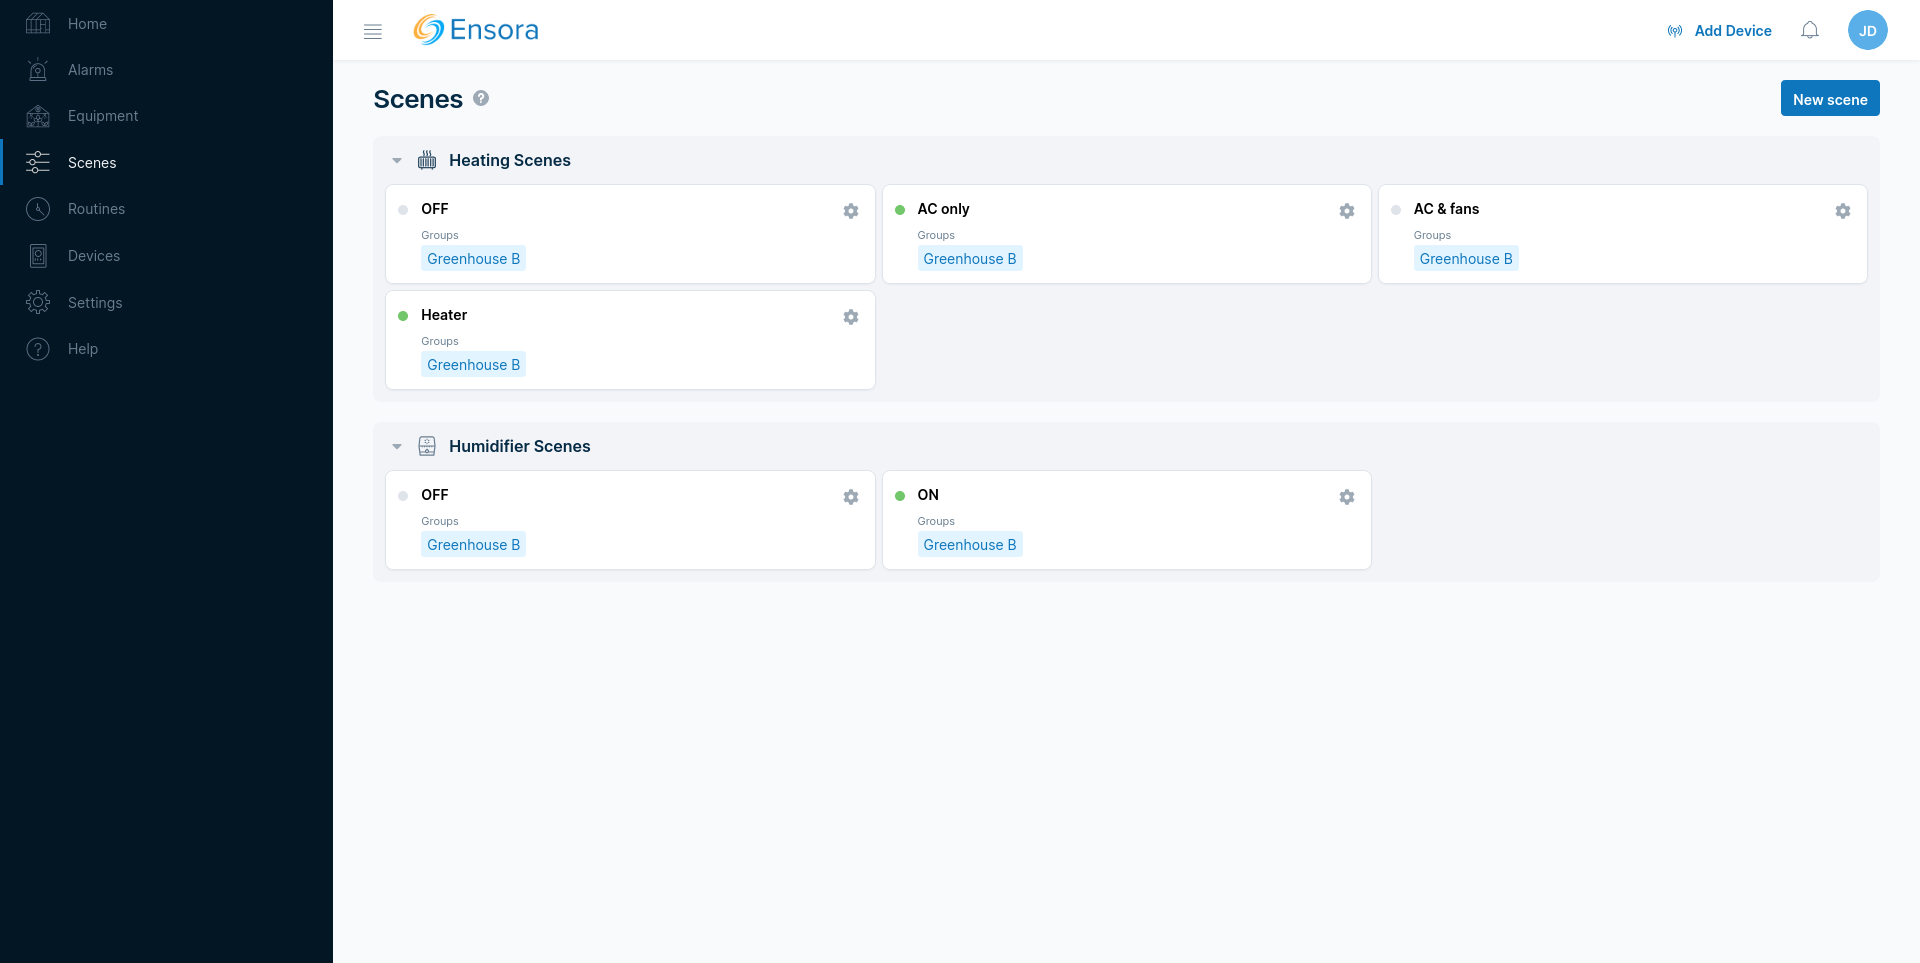 Home
Alarms
Equipment
Scenes
Routines
Devices
Settings
Help
Ensora
Add Device
JD
Scenes ?
New scene
Heating Scenes
OFF
Groups
Greenhouse B
AC only
Groups
Greenhouse B
AC & fans
Groups
Greenhouse B
Heater
Groups
Greenhouse B
Humidifier Scenes
OFF
Groups
Greenhouse B
ON
Groups
Greenhouse B